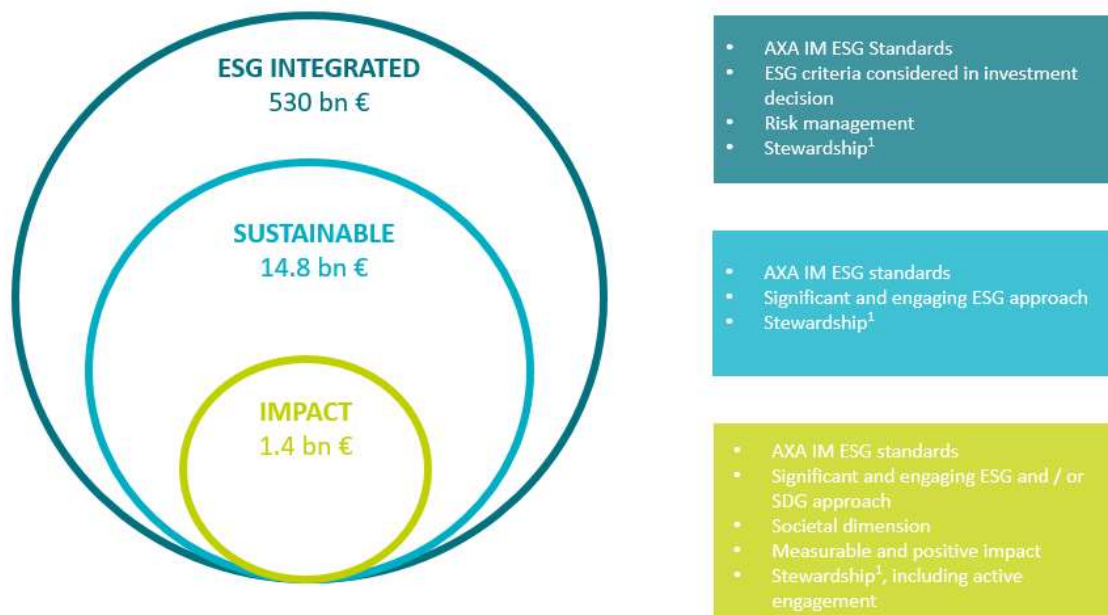 ESG INTEGRATED
530 bn €
SUSTAINABLE
14.8 bn €
IMPACT
1.4 bn €
• AXA IM ESG Standards
• ESG criteria considered in investment
decision
• Risk management
• Stewardship¹
• AXA IM ESG standards
• Significant and engaging ESG approach
• Stewardship¹
• AXA IM ESG standards
• Significant and engaging ESG and / or
SDG approach
• Societal dimension
• Measurable and positive impact
• Stewardship¹, including active
engagement